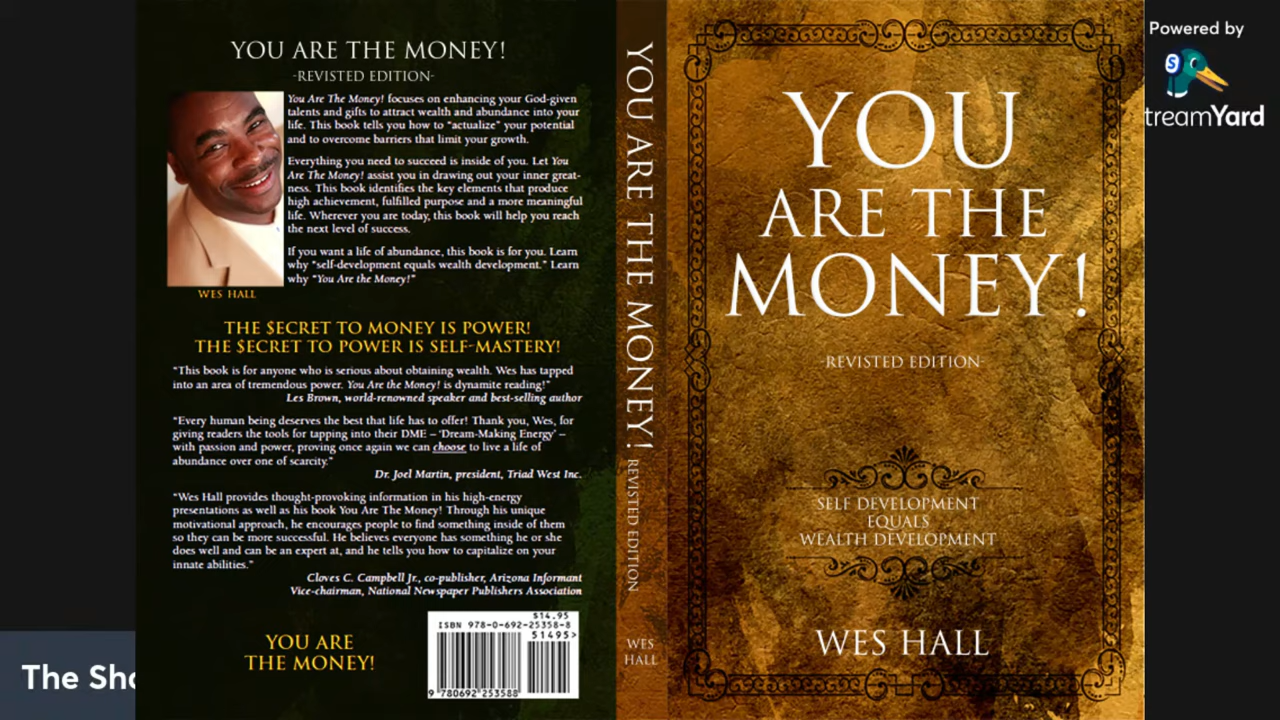 YOU ARE THE MONEY!
-REVISTED EDITION-
You Are The Money! focuses on enhancing your God-given
talents and gifts to attract wealth and abundance into your
life. This book tells you how to “actualize” your potential
and to overcome barriers that limit your growth.
Everything you need to succeed is inside of you. Let You
Are The Money! assist you in drawing out your inner great-
ness. This book identifies the key elements that produce
high achievement, fulfilled purpose and a more meaningful
life. Wherever you are today, this book will help you reach
the next level of success.
If you want a life of abundance, this book is for you. Learn
why “self-development equals wealth development.” Learn
why “You Are the Money!”
WES HALL
THE $ECRET TO MONEY IS POWER!
THE $ECRET TO POWER IS SELF-MASTERY!
“This book is for anyone who is serious about obtaining wealth. Wes has tapped
into an area of tremendous power. You Are the Money! is dynamite reading!”
Les Brown, world-renowned speaker and best-selling author
“Every human being deserves the best that life has to offer! Thank you, Wes, for
giving readers the tools for tapping into their DME – ‘Dream-Making Energy’ –
with passion and power, proving once again we can choose to live a life of
abundance over one of scarcity.”
Dr. Joel Martin, president, Triad West Inc.
“Wes Hall provides thought-provoking information in his high-energy
presentations as well as his book You Are The Money! Through his unique
motivational approach, he encourages people to find something inside of them
so they can be more successful. He believes everyone has something he or she
does well and can be an expert at, and he tells you how to capitalize on your
innate abilities.”
Cloves C. Campbell Jr., co-publisher, Arizona Informant
Vice-chairman, National Newspaper Publishers Association
YOU ARE
THE MONEY!
$14.95
ISBN 978-0-692-25358-8
51495>
9 780692 253588
YOU ARE THE MONEY! REVISTED EDITION
WES
HALL
YOU
ARE THE
MONEY!
-REVISTED EDITION-
SELF DEVELOPMENT
EQUALS
WEALTH DEVELOPMENT
WES HALL
Powered by
S
treamYard
The Sho